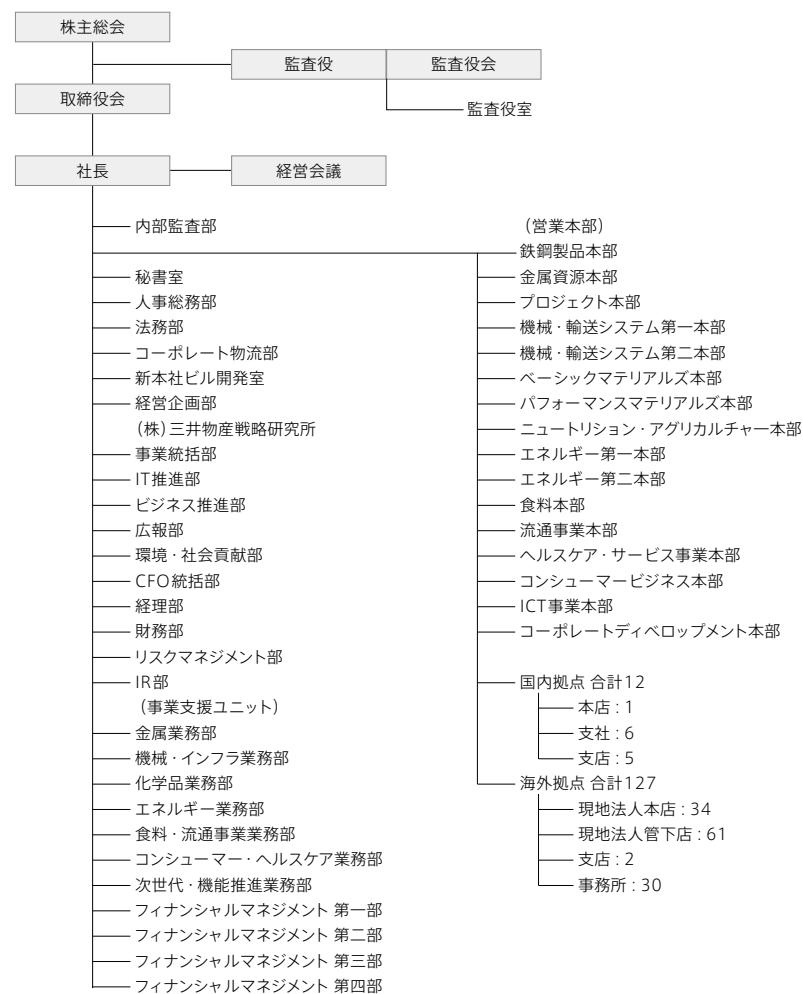 株主総会
監査役
監査役会
取締役会
監査役室
社長
経営会議
内部監査部
秘書室
人事総務部
法務部
コーポレート物流部
新本社ビル開発室
経営企画部
(株)三井物産戦略研究所
事業統括部
IT推進部
ビジネス推進部
広報部
環境・社会貢献部
CFO統括部
経理部
財務部
リスクマネジメント部
IR部
(事業支援ユニット)
金属業務部
機械・インフラ業務部
化学品業務部
エネルギー業務部
食料・流通事業業務部
コンシューマー・ヘルスケア業務部
次世代・機能推進業務部
フィナンシャルマネジメント 第一部
フィナンシャルマネジメント 第二部
フィナンシャルマネジメント 第三部
フィナンシャルマネジメント 第四部
(営業本部)
鉄鋼製品本部
金属資源本部
プロジェクト本部
機械・輸送システム第一本部
機械・輸送システム第二本部
ベーシックマテリアルズ本部
パフォーマンスマテリアルズ本部
ニュートリション・アグリカルチャー本部
エネルギー第一本部
エネルギー第二本部
食料本部
流通事業本部
ヘルスケア・サービス事業本部
コンシューマービジネス本部
ICT事業本部
コーポレートディベロップメント本部
国内拠点 合計12
本店 : 1
支社 : 6
支店 : 5
海外拠点 合計127
現地法人本店 : 34
現地法人管下店 : 61
支店 : 2
事務所 : 30